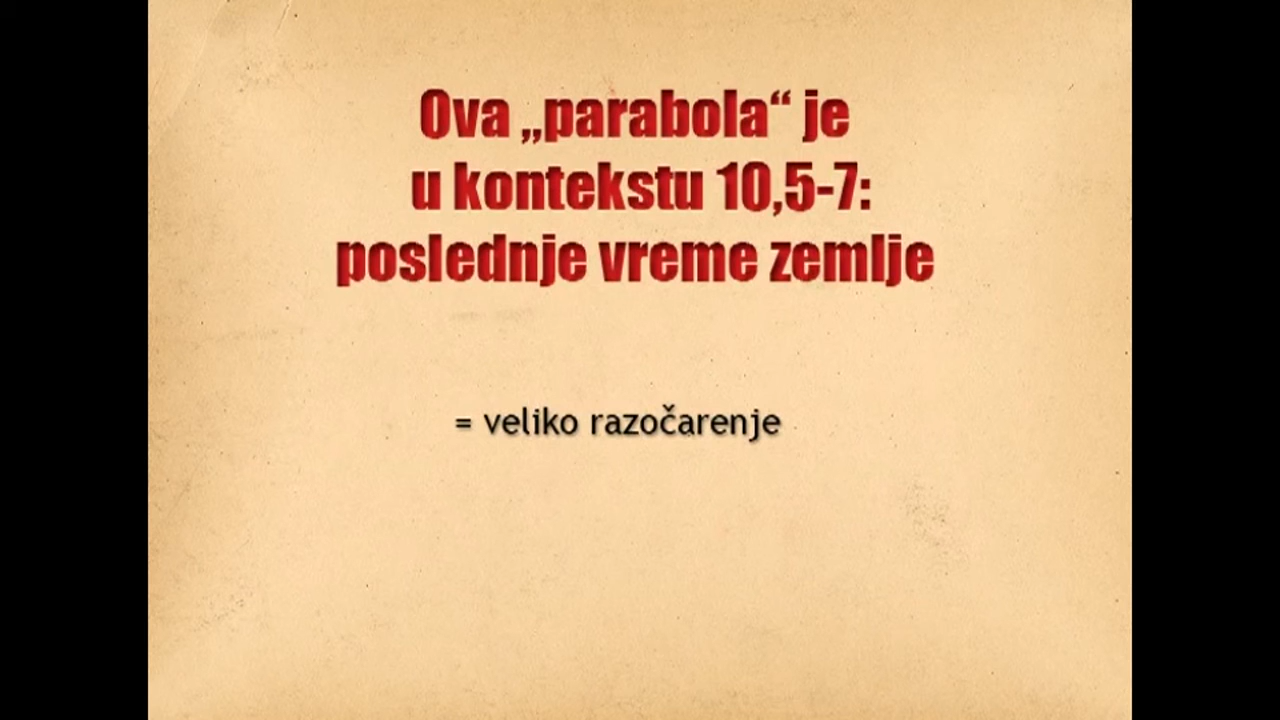 Ova „parabola“ je
u kontekstu 10,5-7:
poslednje vreme zemlje
= veliko razočarenje